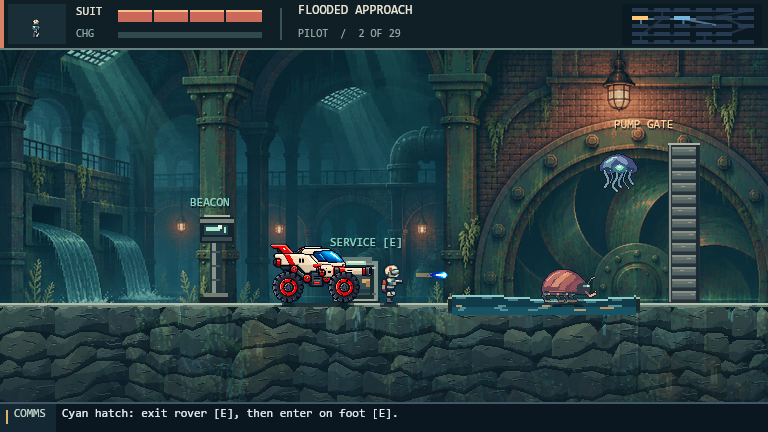 SUIT
CHG
FLOODED APPROACH
PILOT / 2 OF 29
PUMP GATE
BEACON
SERVICE [E]
COMMS
Cyan hatch: exit rover [E], then enter on foot [E].